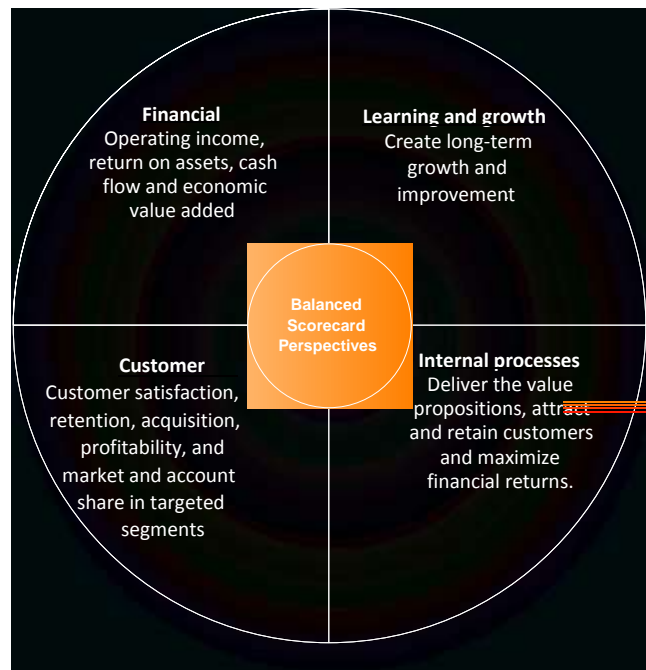 Financial
Operating income,
return on assets, cash
flow and economic
value added
Learning and growth
Create long-term
growth and
improvement
Balanced
Scorecard
Perspectives
Customer
Customer satisfaction,
retention, acquisition,
profitability, and
market and account
share in targeted
segments
Internal processes
Deliver the value
propositions, attract
and retain customers
and maximize
financial returns.